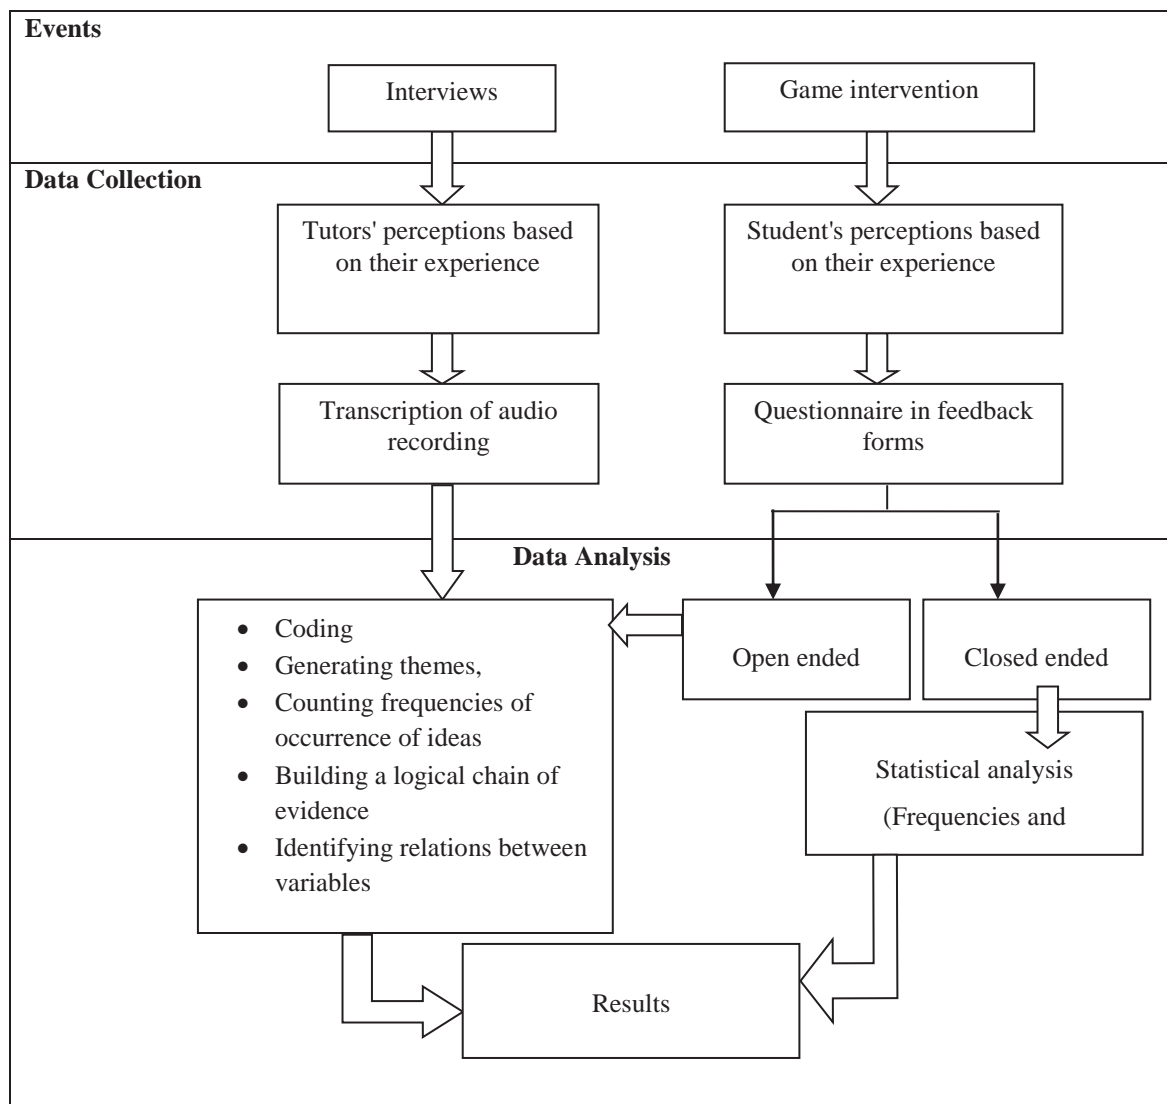 Events
Interviews
Game intervention
Data Collection
Tutors' perceptions based
on their experience
Student's perceptions based
on their experience
Transcription of audio
recording
Questionnaire in feedback
forms
Data Analysis
• Coding
• Generating themes,
• Counting frequencies of
occurrence of ideas
• Building a logical chain of
evidence
• Identifying relations between
variables
Open ended
Closed ended
Statistical analysis
(Frequencies and
Results